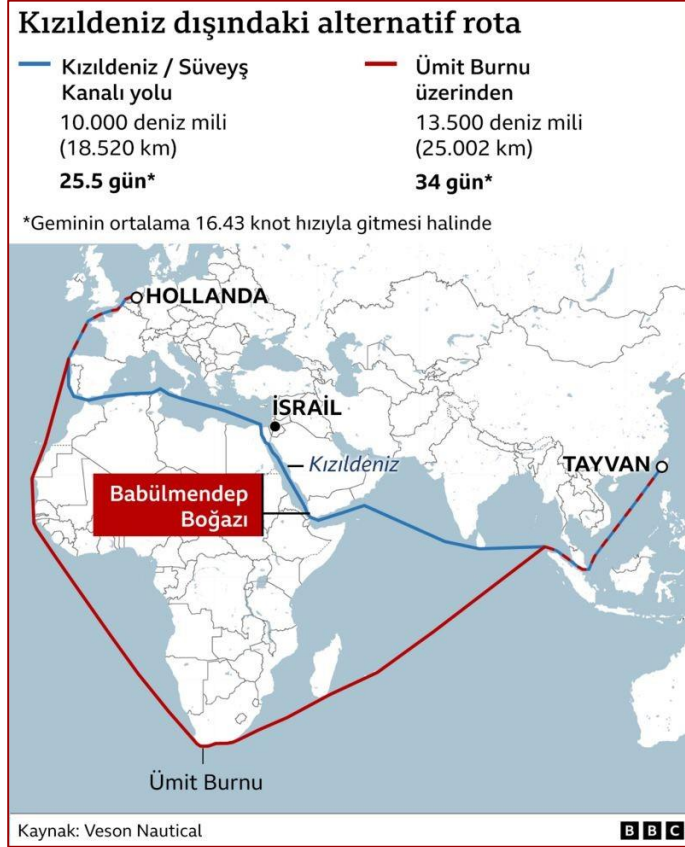 Kızıldeniz dışındaki alternatif rota
Kızıldeniz / Süveyş
Kanalı yolu
10.000 deniz mili
(18.520 km)
25.5 gün*
Ümit Burnu
üzerinden
13.500 deniz mili
(25.002 km)
34 gün*
*Geminin ortalama 16.43 knot hızıyla gitmesi halinde
HOLLANDA
İSRAİL
Kızıldeniz
TAYVAN
Babülmendep
Boğazı
Ümit Burnu
Kaynak: Veson Nautical
BBC